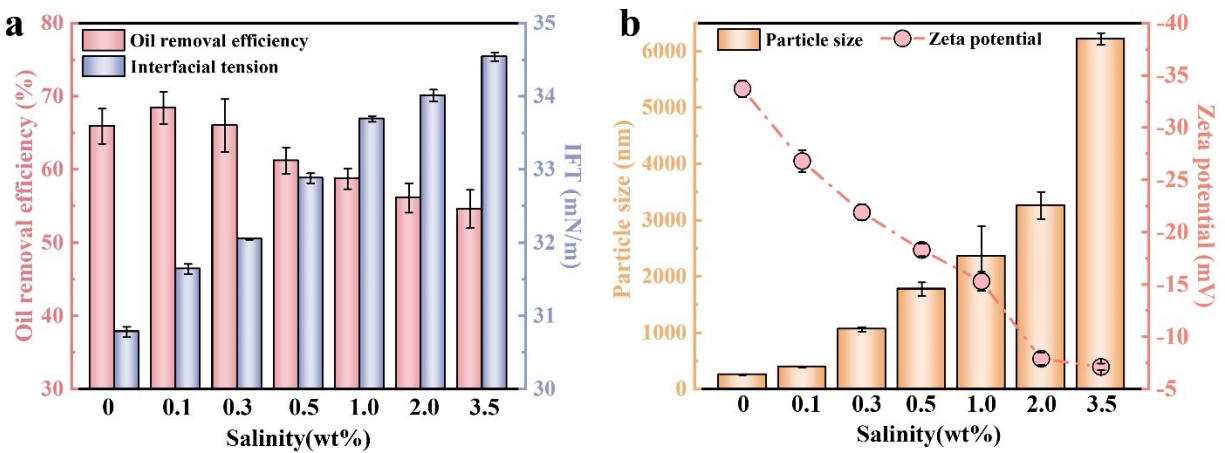 a
Oil removal efficiency
Interfacial tension
Oil removal efficiency (%)
80
70
60
50
40
30
35
34
33
32
31
30
IFT (mN/m)
0 0.1 0.3 0.5 1.0 2.0 3.5
Salinity(wt%)
b
Particle size
Zeta potential
Particle size (nm)
6000
5000
4000
3000
2000
1000
0
-40
-35
-30
-25
-20
-15
-10
-5
Zeta potential (mV)
0 0.1 0.3 0.5 1.0 2.0 3.5
Salinity(wt%)